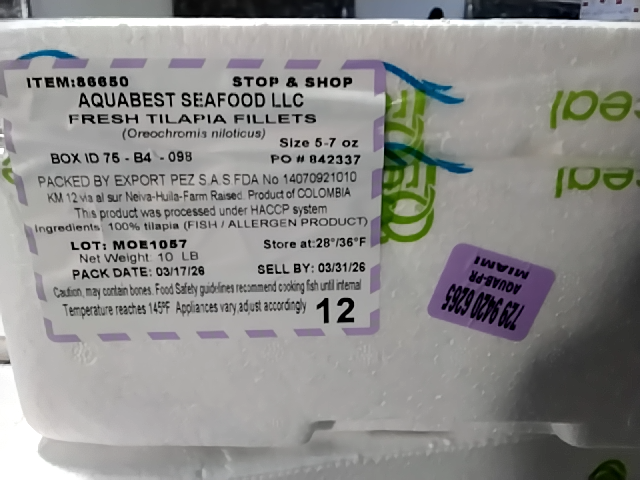 ITEM:86650 STOP & SHOP
AQUABEST SEAFOOD LLC
FRESH TILAPIA FILLETS
(Oreochromis niloticus)
Size 5-7 oz
BOX ID 75 - B4 - 098 PO # 842337
PACKED BY EXPORT PEZ S.A.S. FDA No 14070921010
KM 12 via al sur Neiva-Huila-Farm Raised. Product of COLOMBIA
This product was processed under HACCP system
Ingredients: 100% tilapia (FISH / ALLERGEN PRODUCT)
LOT: MOE1057 Store at:28°/36°F
Net Weight: 10 LB
PACK DATE: 03/17/26 SELL BY: 03/31/26
Caution, may contain bones. Food Safety guidelines recommend cooking fish until internal
Temperature reaches 145ºF Appliances vary,adjust accordingly 12
729 9420 6265
AQUAB-PR
MIAMI